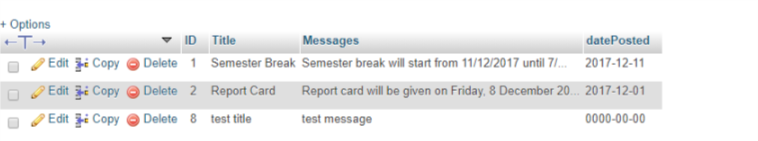 + Options
←T→ ID Title Messages datePosted
Edit Copy Delete 1 Semester Break Semester break will start from 11/12/2017 until 7/... 2017-12-11
Edit Copy Delete 2 Report Card Report card will be given on Friday, 8 December 20... 2017-12-01
Edit Copy Delete 8 test title test message 0000-00-00